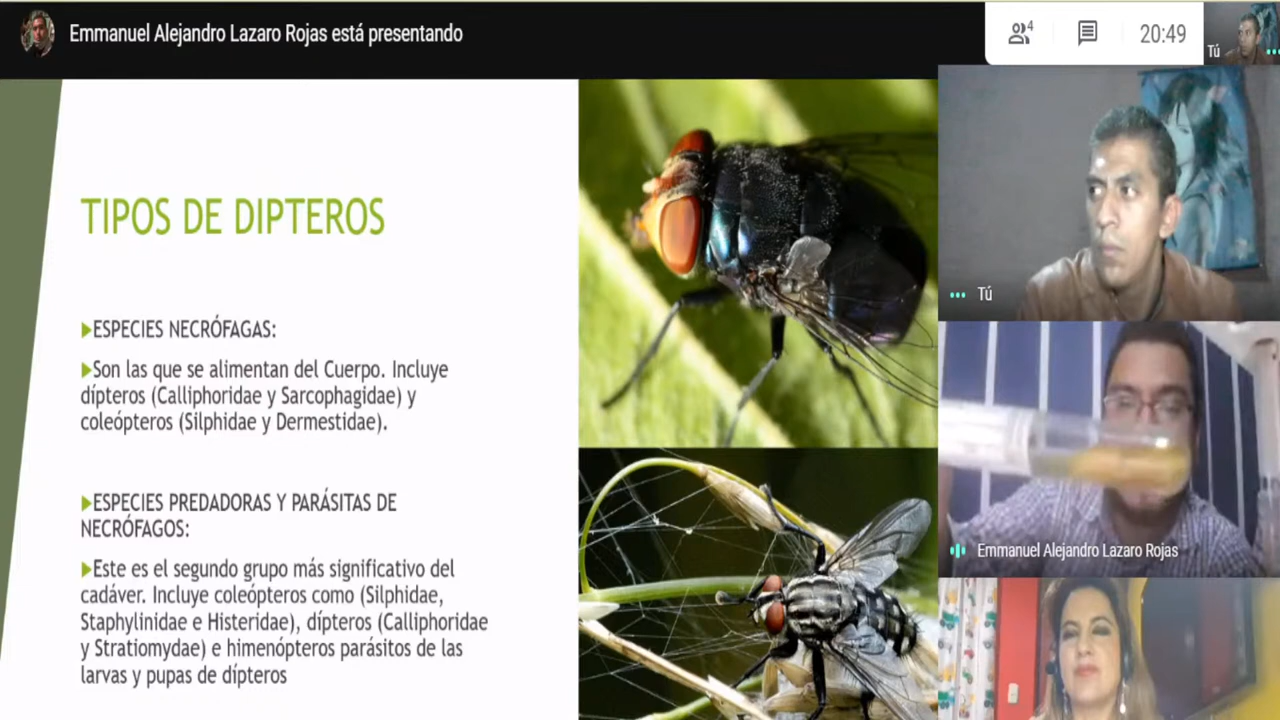 Emmanuel Alejandro Lazaro Rojas está presentando
4
20:49
Tú
TIPOS DE DIPTEROS
ESPECIES NECRÓFAGAS:
Son las que se alimentan del Cuerpo. Incluye
dípteros (Calliphoridae y Sarcophagidae) y
coleópteros (Silphidae y Dermestidae).
ESPECIES PREDADORAS Y PARÁSITAS DE
NECRÓFAGOS:
Este es el segundo grupo más significativo del
cadáver. Incluye coleópteros como (Silphidae,
Staphylinidae e Histeridae), dípteros (Calliphoridae
y Stratiomydae) e himenópteros parásitos de las
larvas y pupas de dípteros
Tú
Emmanuel Alejandro Lazaro Rojas